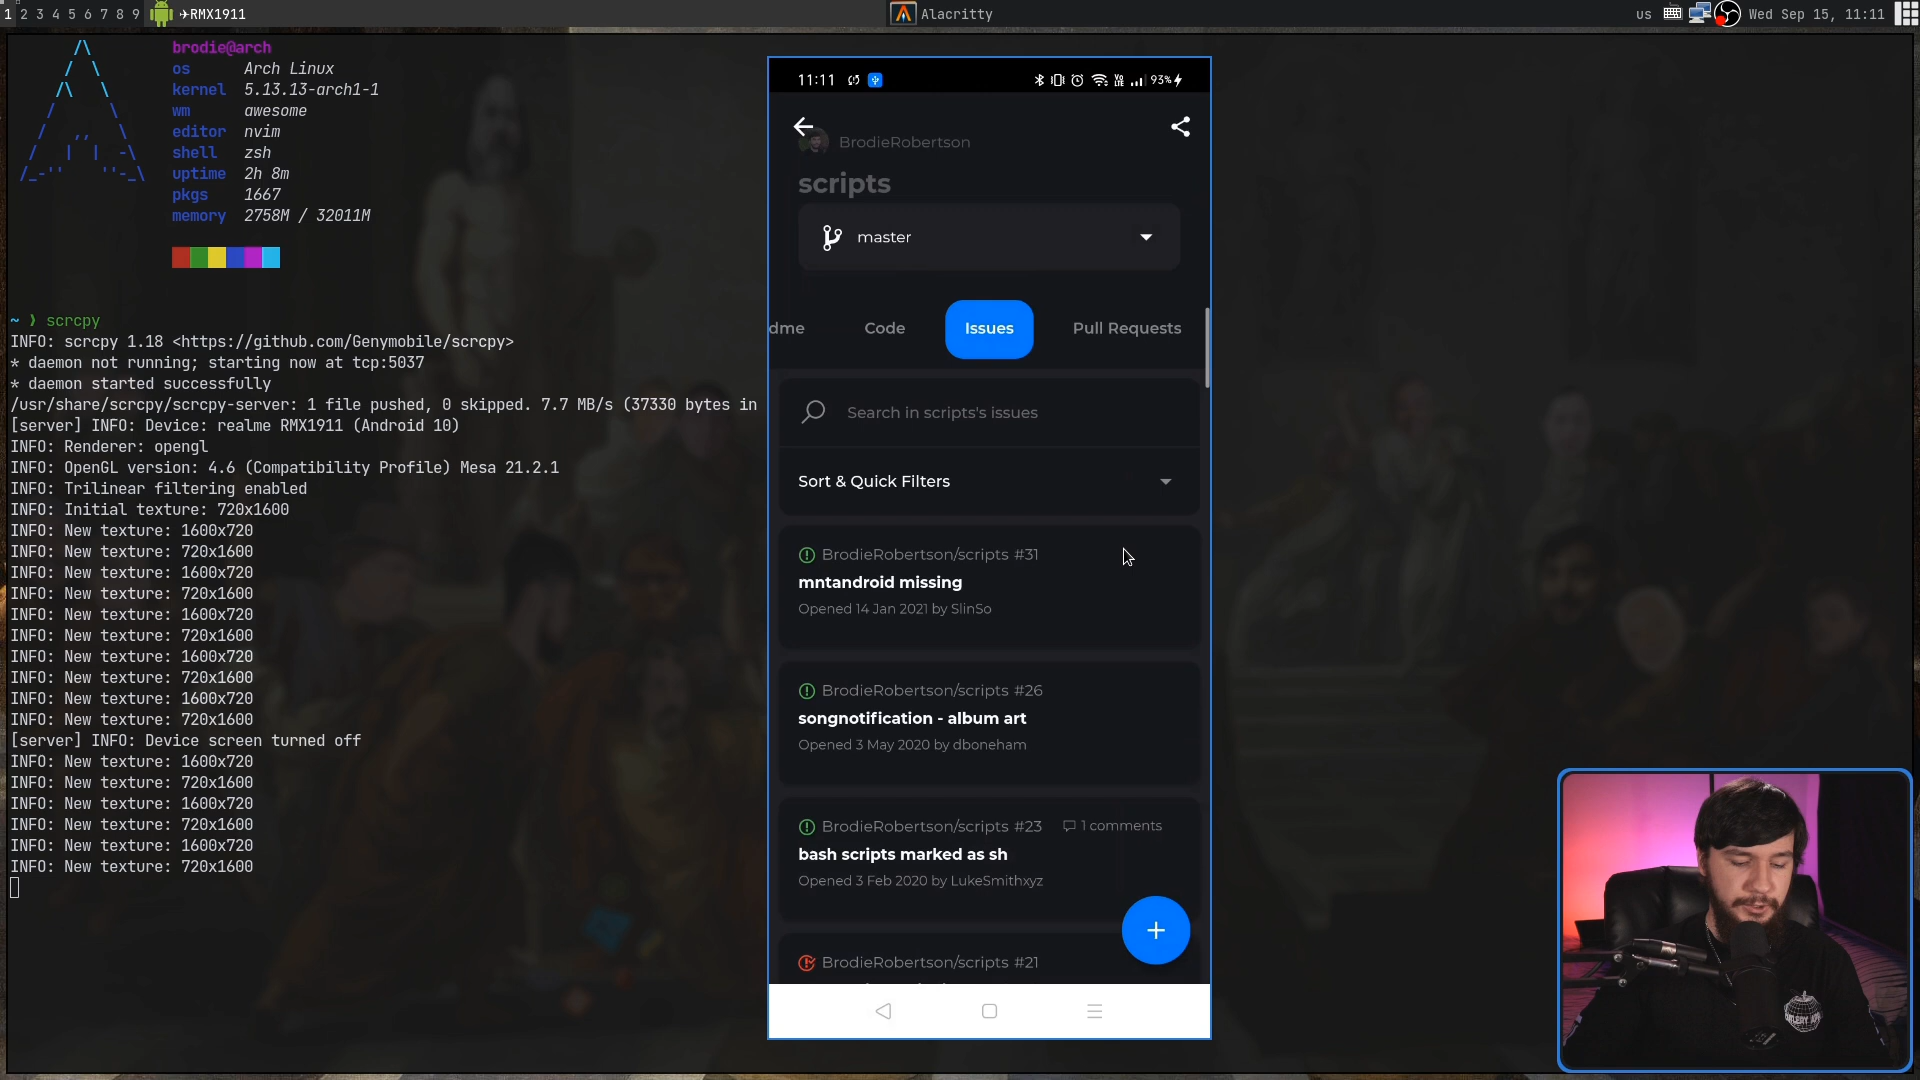 1 2 3 4 5 6 7 8 9 ✈RMX1911
Alacritty
us Wed Sep 15, 11:11
brodie@arch
os Arch Linux
kernel 5.13.13-arch1-1
wm awesome
editor nvim
shell zsh
uptime 2h 8m
pkgs 1667
memory 2758M / 32011M
~ ❯ scrcpy
INFO: scrcpy 1.18 <https://github.com/Genymobile/scrcpy>
* daemon not running; starting now at tcp:5037
* daemon started successfully
/usr/share/scrcpy/scrcpy-server: 1 file pushed, 0 skipped. 7.7 MB/s (37330 bytes in
[server] INFO: Device: realme RMX1911 (Android 10)
INFO: Renderer: opengl
INFO: OpenGL version: 4.6 (Compatibility Profile) Mesa 21.2.1
INFO: Trilinear filtering enabled
INFO: Initial texture: 720x1600
INFO: New texture: 1600x720
INFO: New texture: 720x1600
INFO: New texture: 1600x720
INFO: New texture: 720x1600
INFO: New texture: 1600x720
INFO: New texture: 720x1600
INFO: New texture: 1600x720
INFO: New texture: 720x1600
INFO: New texture: 1600x720
INFO: New texture: 720x1600
[server] INFO: Device screen turned off
INFO: New texture: 1600x720
INFO: New texture: 720x1600
INFO: New texture: 1600x720
INFO: New texture: 720x1600
INFO: New texture: 1600x720
INFO: New texture: 720x1600
11:11 93%
BrodieRobertson
scripts
master
dme Code Issues Pull Requests
Search in scripts's issues
Sort & Quick Filters
BrodieRobertson/scripts #31
mntandroid missing
Opened 14 Jan 2021 by SlinSo
BrodieRobertson/scripts #26
songnotification - album art
Opened 3 May 2020 by dboneham
BrodieRobertson/scripts #23 1 comments
bash scripts marked as sh
Opened 3 Feb 2020 by LukeSmithxyz
BrodieRobertson/scripts #21